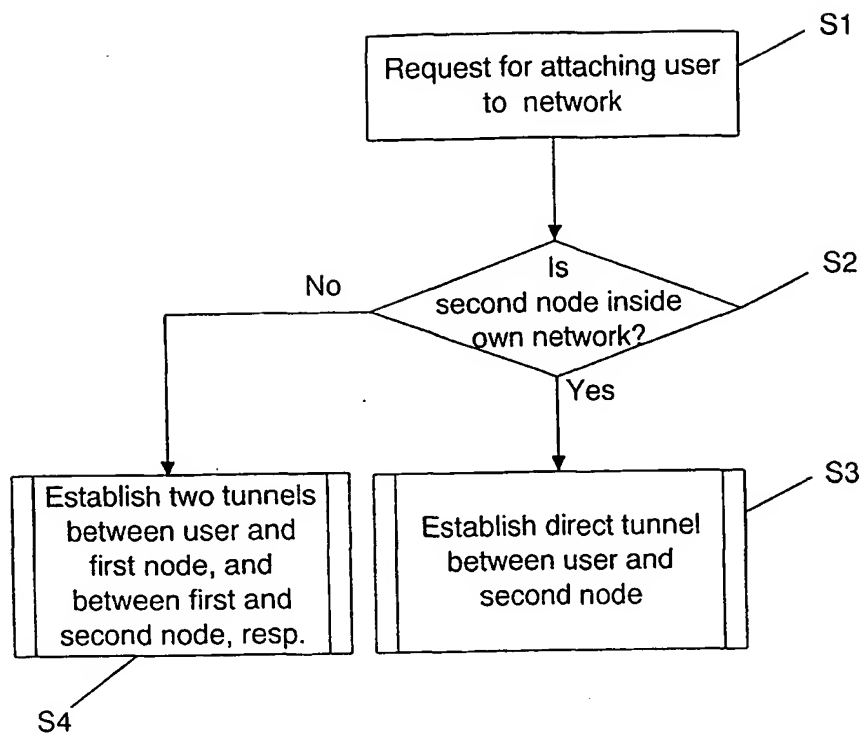 S1
Request for attaching user
to network
S2
Is
second node inside
own network?
No
Yes
S3
Establish two tunnels
between user and
first node, and
between first and
second node, resp.
Establish direct tunnel
between user and
second node
S4